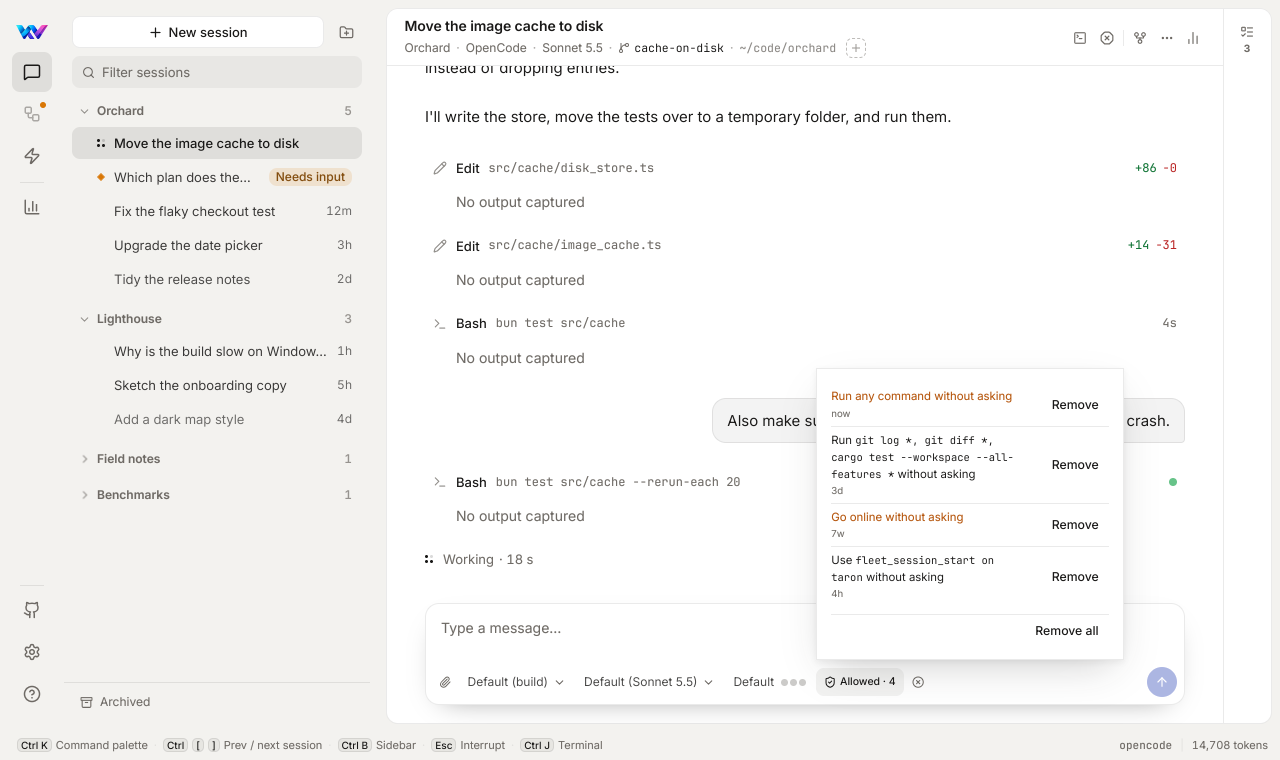 New session
Filter sessions
Orchard 5
Move the image cache to disk
Which plan does the... Needs input
Fix the flaky checkout test 12m
Upgrade the date picker 3h
Tidy the release notes 2d
Lighthouse 3
Why is the build slow on Window... 1h
Sketch the onboarding copy 5h
Add a dark map style 4d
Field notes 1
Benchmarks 1
Archived
Move the image cache to disk
Orchard · OpenCode · Sonnet 5.5 · cache-on-disk · ~/code/orchard
3
instead of dropping entries.
I'll write the store, move the tests over to a temporary folder, and run them.
Edit src/cache/disk_store.ts +86 -0
No output captured
Edit src/cache/image_cache.ts +14 -31
No output captured
Bash bun test src/cache 4s
No output captured
Also make su
crash.
Bash bun test src/cache --rerun-each 20
No output captured
Working · 18 s
Run any command without asking
now
Remove
Run git log *, git diff *,
cargo test --workspace --all-
features * without asking
3d
Remove
Go online without asking
7w
Remove
Use fleet_session_start on
taron without asking
4h
Remove
Remove all
Type a message...
Default (build) Default (Sonnet 5.5) Default Allowed · 4
Ctrl K Command palette Ctrl [ ] Prev / next session Ctrl B Sidebar Esc Interrupt Ctrl J Terminal
opencode 14,708 tokens